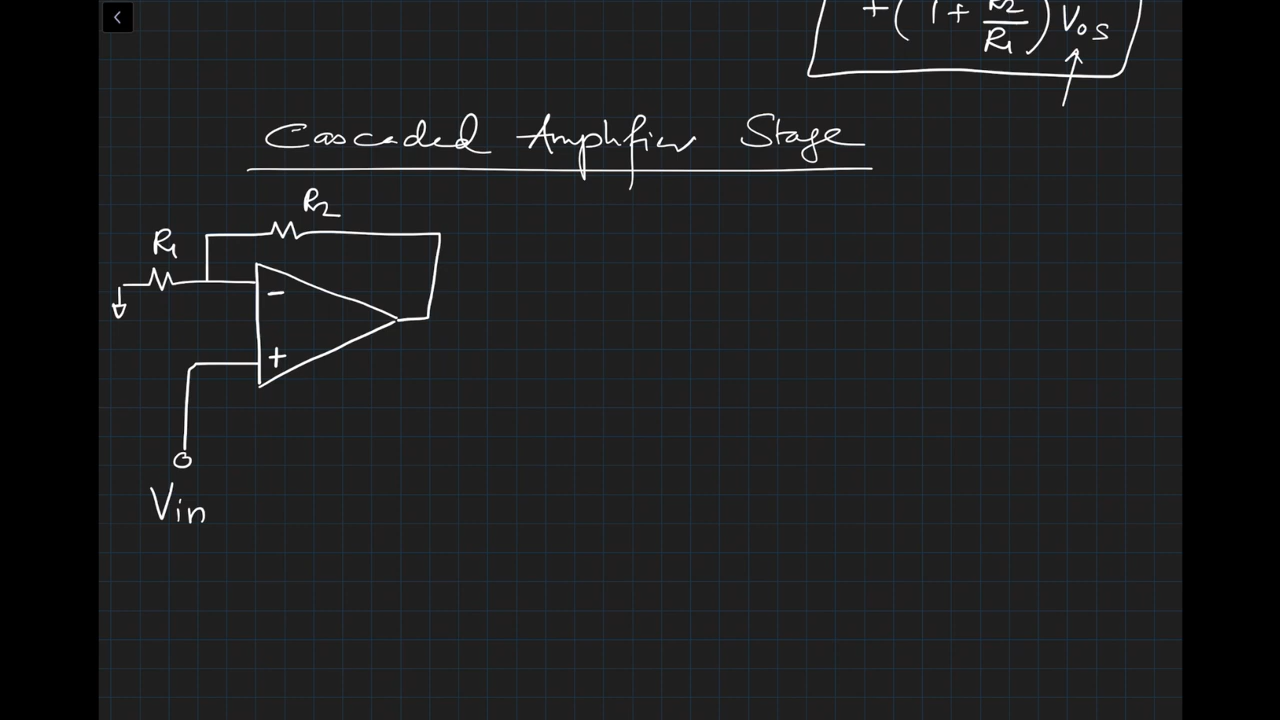 + (1 + R2/R1) Vos
Cascaded Amplifier Stage
R2
R1
-
+
Vin